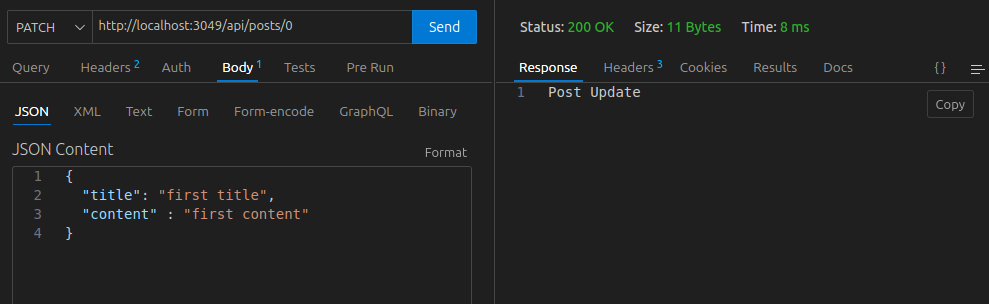 PATCH http://localhost:3049/api/posts/0 Send
Query Headers 2 Auth Body 1 Tests Pre Run
JSON XML Text Form Form-encode GraphQL Binary
JSON Content Format
1 {
2 "title": "first title",
3 "content" : "first content"
4 }
Status: 200 OK Size: 11 Bytes Time: 8 ms
Response Headers 3 Cookies Results Docs {}
1 Post Update
Copy